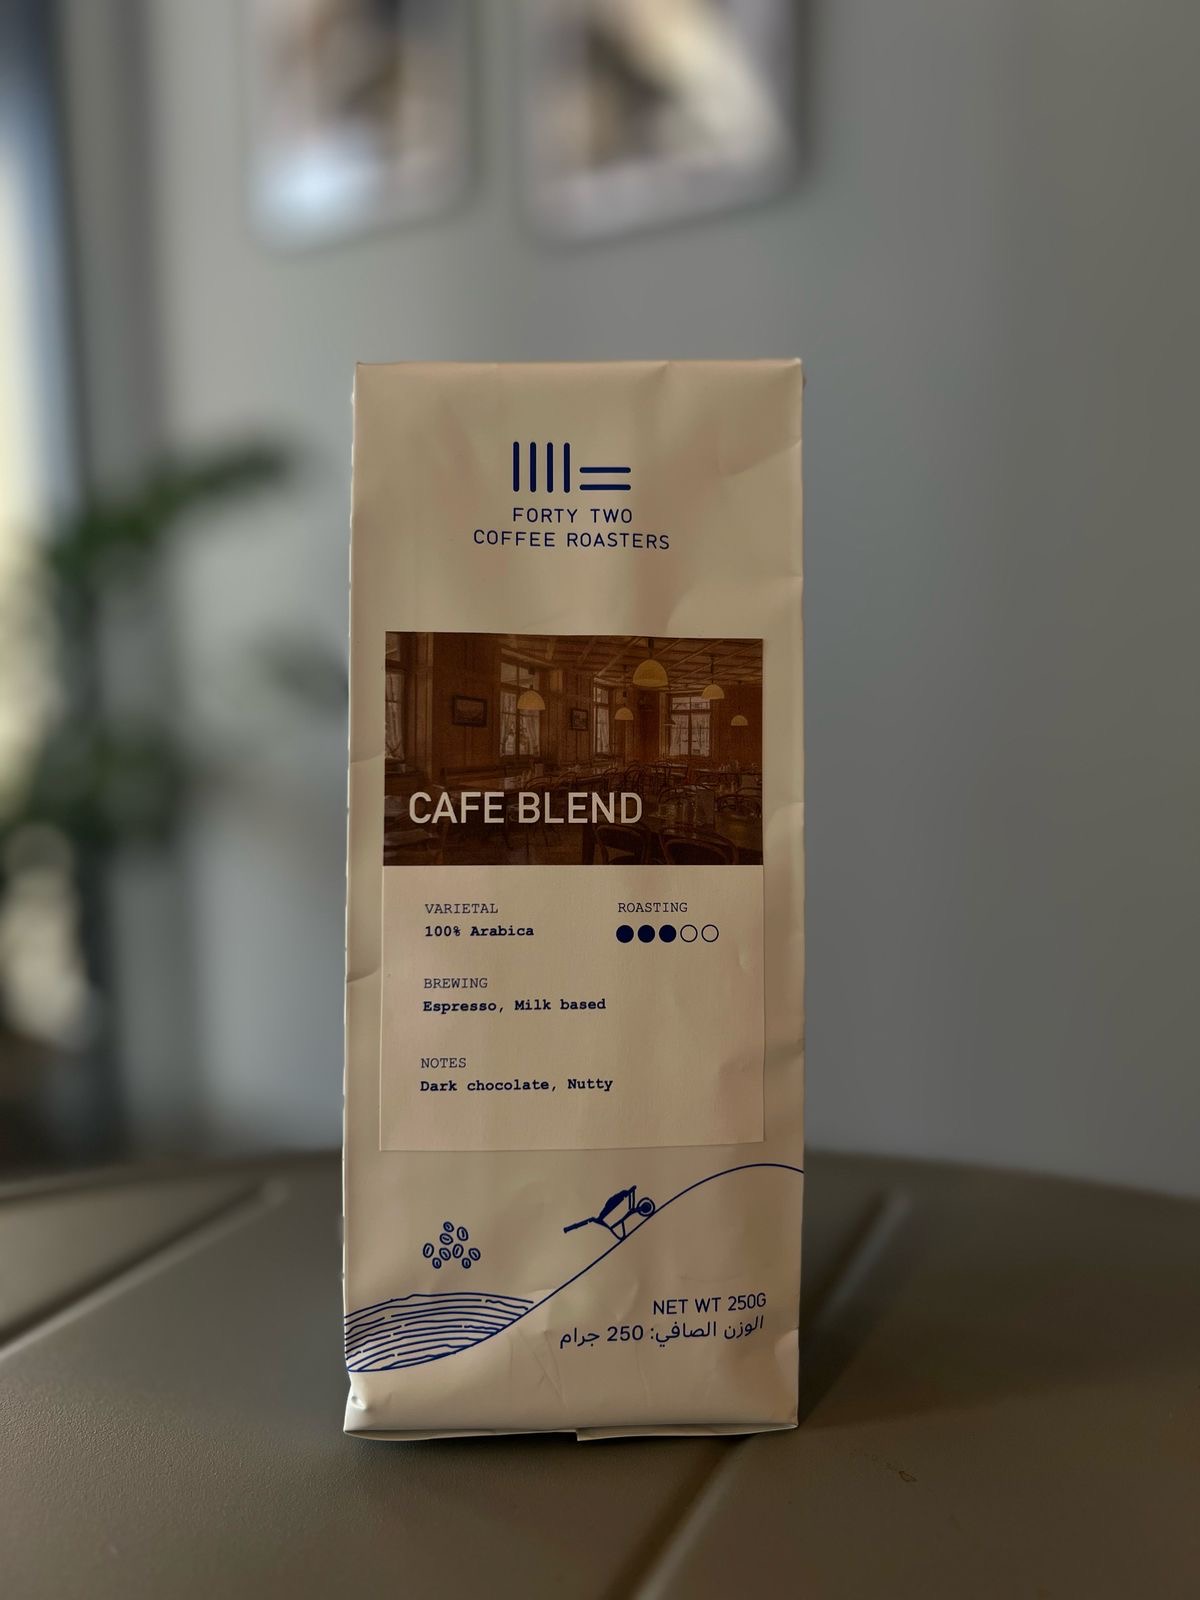 FORTY TWO
COFFEE ROASTERS
CAFE BLEND
VARIETAL
100% Arabica
ROASTING
BREWING
Espresso, Milk based
NOTES
Dark chocolate, Nutty
NET WT 250G
الوزن الصافي: 250 جرام